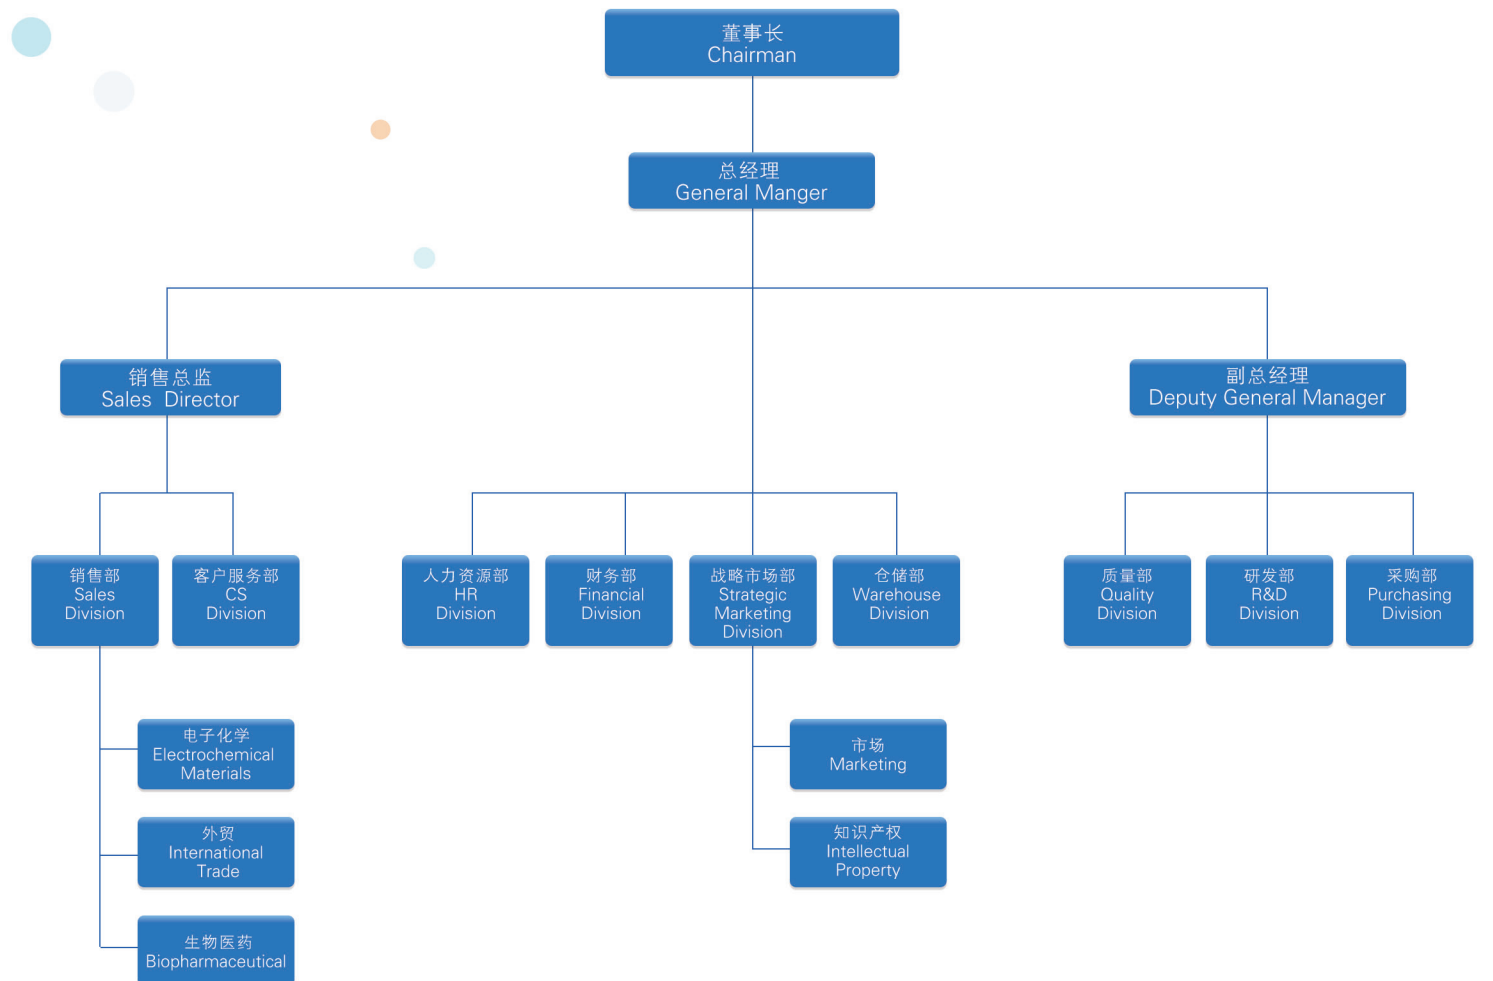 董事长
Chairman
总经理
General Manger
销售总监
Sales Director
副总经理
Deputy General Manager
销售部
Sales
Division
客户服务部
CS
Division
人力资源部
HR
Division
财务部
Financial
Division
战略市场部
Strategic
Marketing
Division
仓储部
Warehouse
Division
质量部
Quality
Division
研发部
R&D
Division
采购部
Purchasing
Division
电子化学
Electrochemical
Materials
外贸
International
Trade
生物医药
Biopharmaceutical
市场
Marketing
知识产权
Intellectual
Property